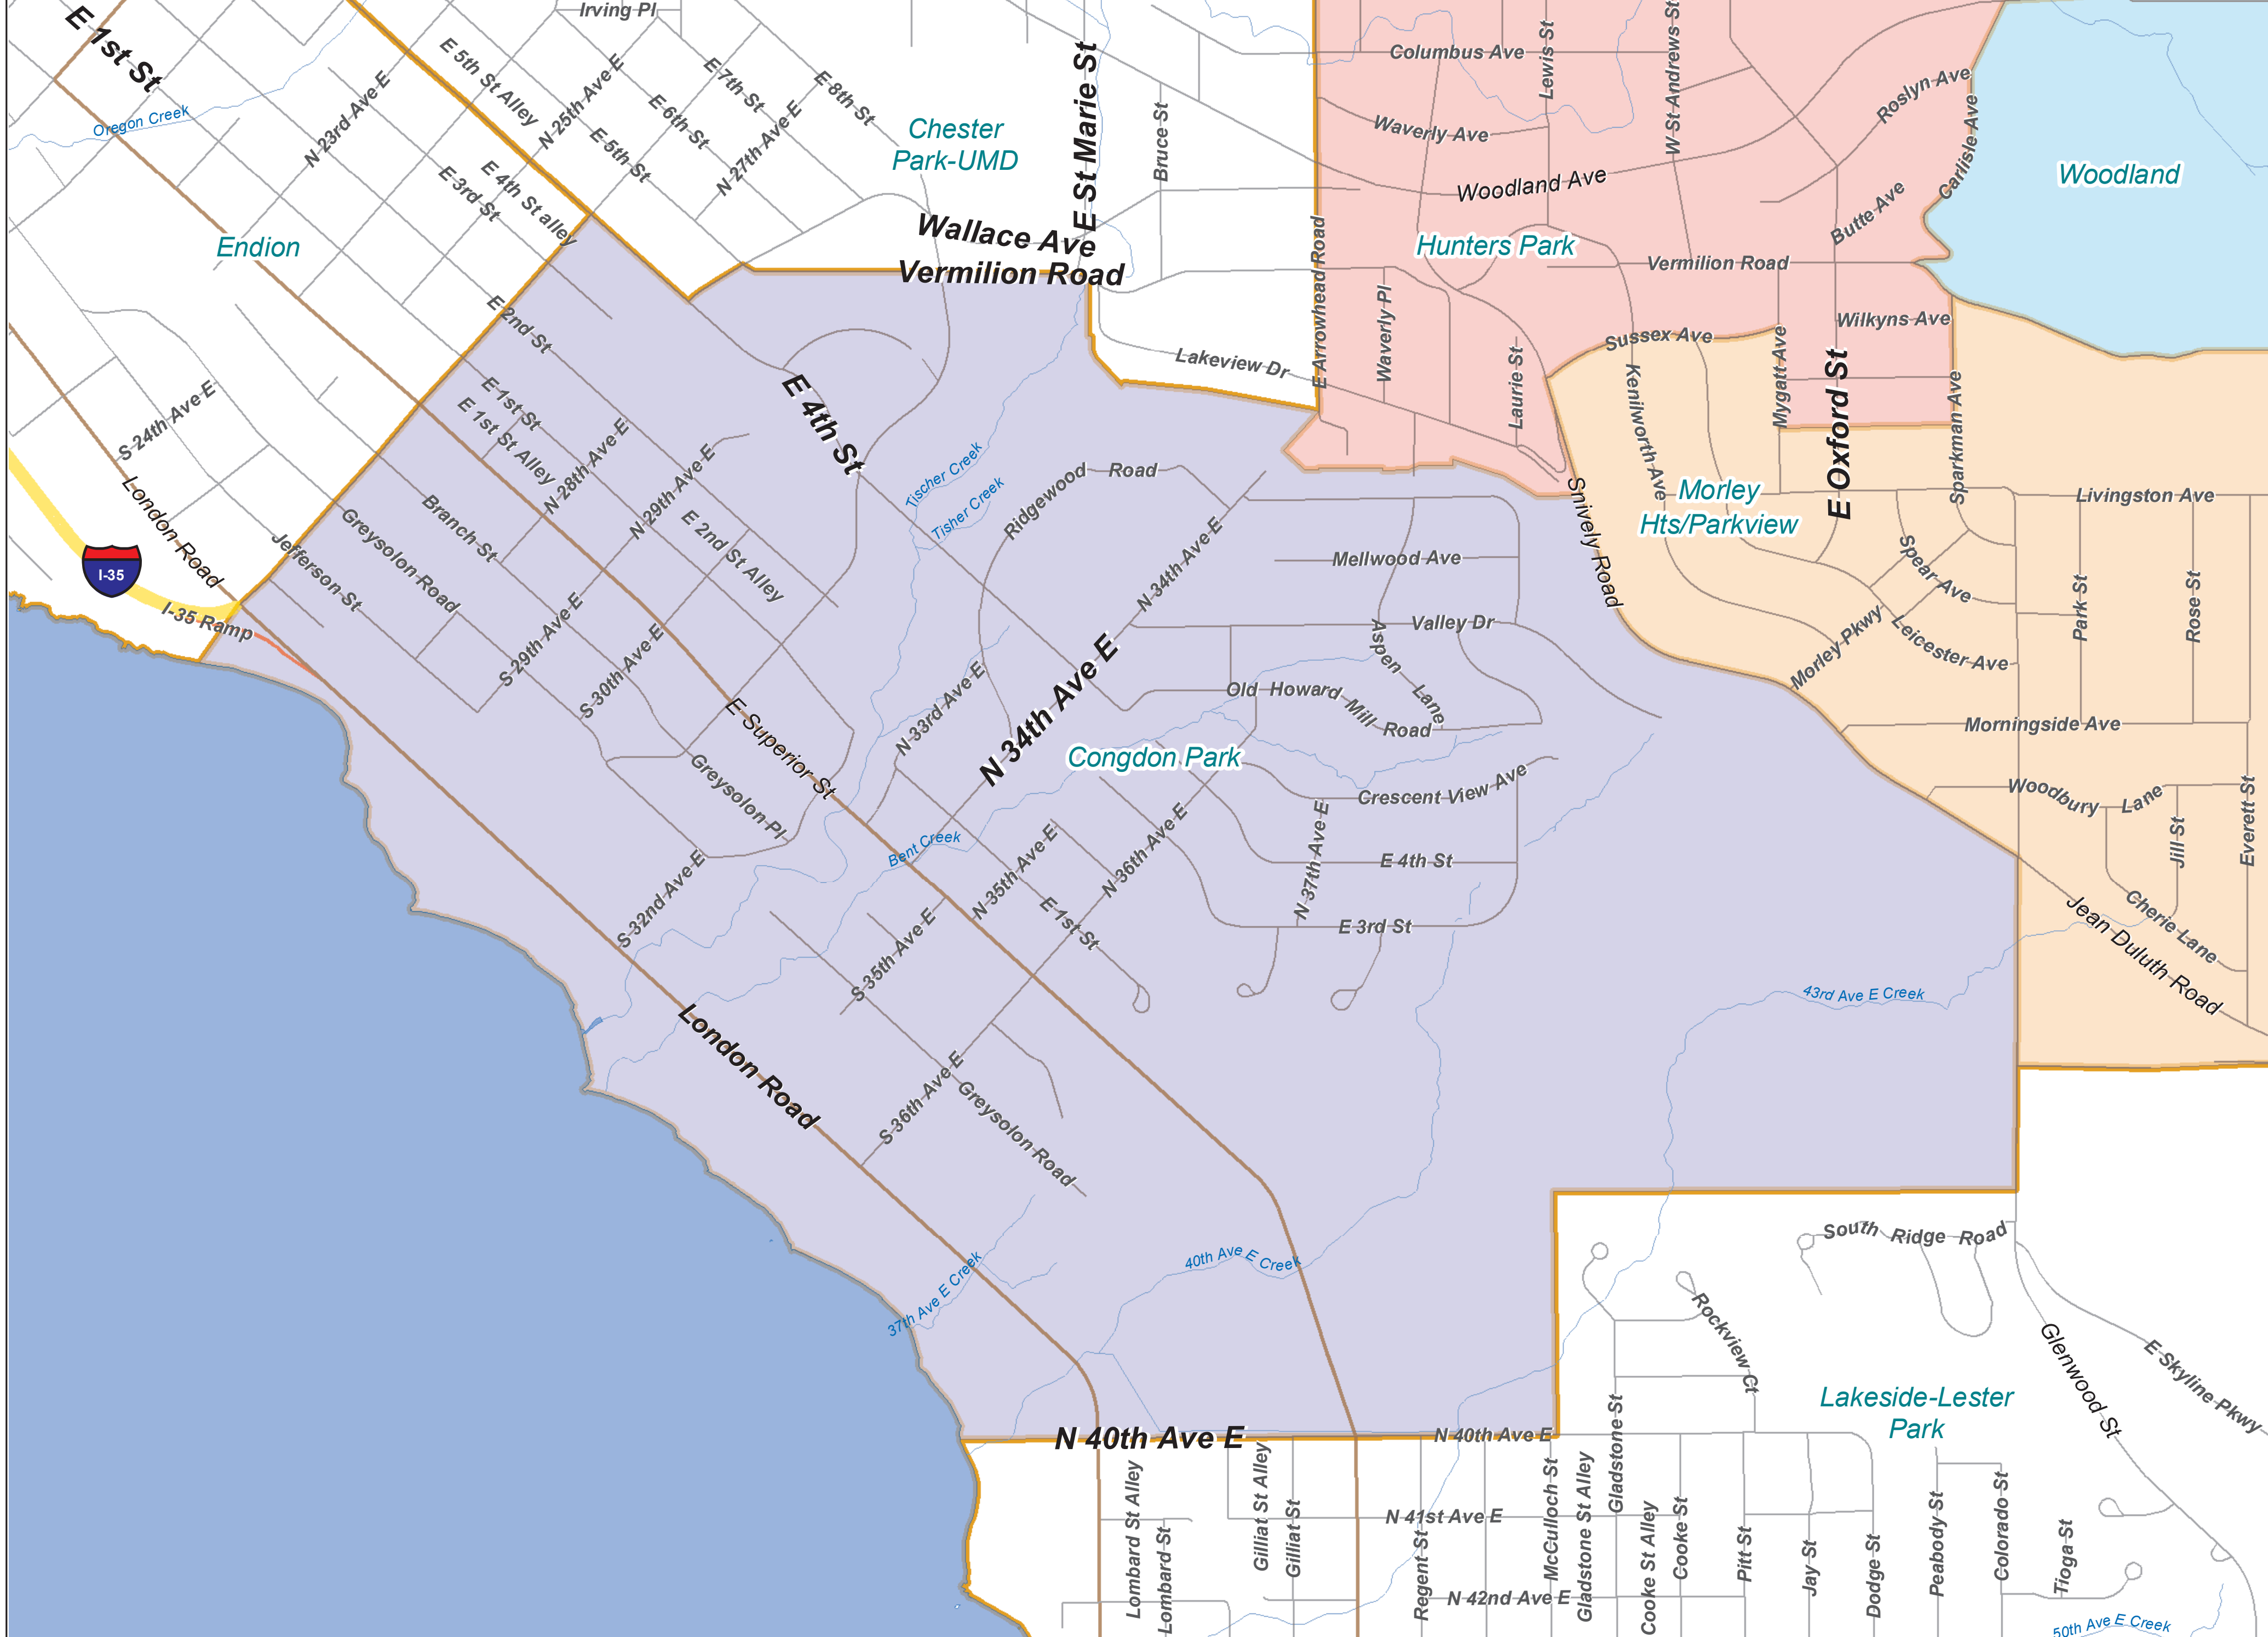 Irving Pl
E 1st St
E 5th St Alley
N 25th Ave E
E 7th St
E 8th St
E St Marie St
Columbus Ave
Lewis St
W St Andrews St
Roslyn Ave
Carlisle Ave
Oregon Creek
N 23rd Ave E
E 6th St
E 5th St
N 27th Ave E
Chester
Park-UMD
Bruce St
Waverly Ave
Woodland Ave
Woodland
E 4th St alley
E 3rd St
Endion
Wallace Ave
Vermilion Road
E Arrowhead Road
Hunters Park
Butte Ave
Vermilion Road
E 2nd St
Lakeview Dr
Waverly Pl
Laurie St
Sussex Ave
Kenilworth Ave
Mygatt Ave
Wilkyns Ave
E Oxford St
Sparkman Ave
S 24th Ave E
E 1st St
E 1st St Alley
N 28th Ave E
N 29th Ave E
E 4th St
Tischer Creek
Tisher Creek
Ridgewood Road
N 34th Ave E
Snively Road
Morley
Hts/Parkview
Livingston Ave
London Road
I-35
I-35 Ramp
Jefferson St
Greysolon Road
Branch St
E 2nd St Alley
Mellwood Ave
Valley Dr
Aspen Lane
Spear Ave
Leicester Ave
Morley Pkwy
Park St
Rose St
S 29th Ave E
S 30th Ave E
E Superior St
N 33rd Ave E
N 34th Ave E
Old Howard Mill Road
Congdon Park
Morningside Ave
Greysolon Pl
Crescent View Ave
Woodbury Lane
Jill St
Everett St
Bent Creek
N 35th Ave E
N 36th Ave E
N 37th Ave E
E 4th St
E 3rd St
E 1st St
S 32nd Ave E
S 35th Ave E
Cherie Lane
Jean Duluth Road
43rd Ave E Creek
London Road
S 36th Ave E
Greysolon Road
37th Ave E Creek
40th Ave E Creek
South Ridge Road
Rockview Ct
Glenwood St
E Skyline Pkwy
Lakeside-Lester
Park
N 40th Ave E
N 40th Ave E
Lombard St Alley
Lombard St
Gilliat St Alley
Gilliat St
N 41st Ave E
Regent St
N 42nd Ave E
McCulloch St
Gladstone St Alley
Gladstone St
Cooke St Alley
Cooke St
Pitt St
Jay St
Dodge St
Peabody St
Colorado St
Tioga St
50th Ave E Creek